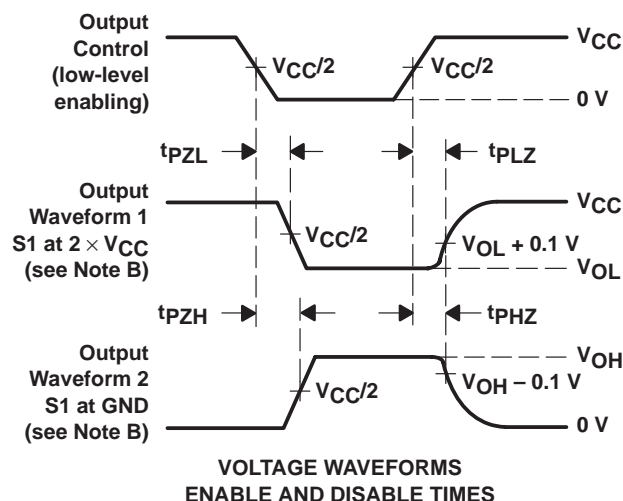 Output
Control
(low-level
enabling)
VCC/2
VCC/2
VCC
0 V
tPZL
tPLZ
Output
Waveform 1
S1 at 2 × VCC
(see Note B)
VCC/2
VCC
VOL + 0.1 V
VOL
tPZH
tPHZ
Output
Waveform 2
S1 at GND
(see Note B)
VCC/2
VOH
VOH – 0.1 V
0 V
VOLTAGE WAVEFORMS
ENABLE AND DISABLE TIMES